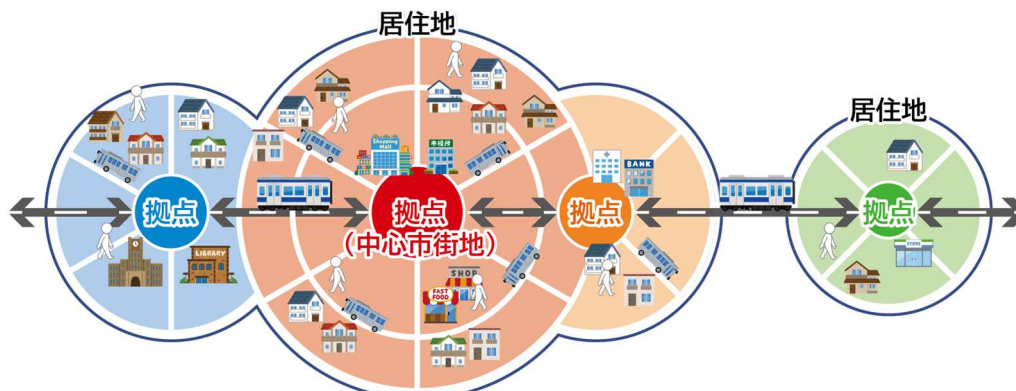 居住地
居住地
Shopping
Mall
市役所
BANK
拠点
拠点
(中心市街地)
拠点
拠点
LIBRARY
SHOP
FAST
FOOD
STORE